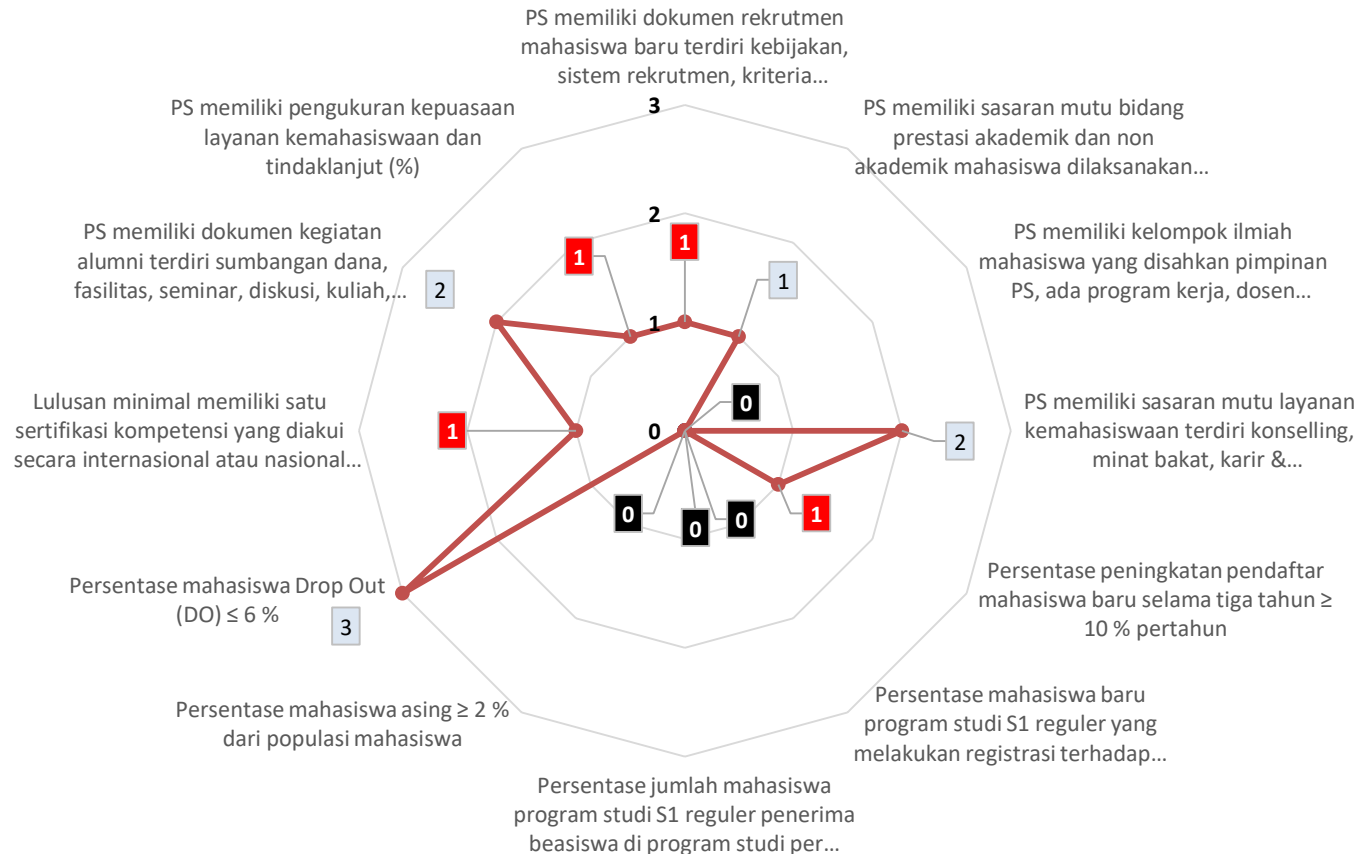 PS memiliki dokumen rekrutmen
mahasiswa baru terdiri kebijakan,
sistem rekrutmen, kriteria...
PS memiliki sasaran mutu bidang
prestasi akademik dan non
akademik mahasiswa dilaksanakan...
PS memiliki kelompok ilmiah
mahasiswa yang disahkan pimpinan
PS, ada program kerja, dosen...
PS memiliki sasaran mutu layanan
kemahasiswaan terdiri konselling,
minat bakat, karir &...
Persentase peningkatan pendaftar
mahasiswa baru selama tiga tahun ≥
10 % pertahun
Persentase mahasiswa baru
program studi S1 reguler yang
melakukan registrasi terhadap...
Persentase jumlah mahasiswa
program studi S1 reguler penerima
beasiswa di program studi per...
Persentase mahasiswa asing ≥ 2 %
dari populasi mahasiswa
Persentase mahasiswa Drop Out
(DO) ≤ 6 %
Lulusan minimal memiliki satu
sertifikasi kompetensi yang diakui
secara internasional atau nasional...
PS memiliki dokumen kegiatan
alumni terdiri sumbangan dana,
fasilitas, seminar, diskusi, kuliah,...
PS memiliki pengukuran kepuasaan
layanan kemahasiswaan dan
tindaklanjut (%)
3
2
1
0
1
1
0
2
1
0
0
0
3
1
2
1